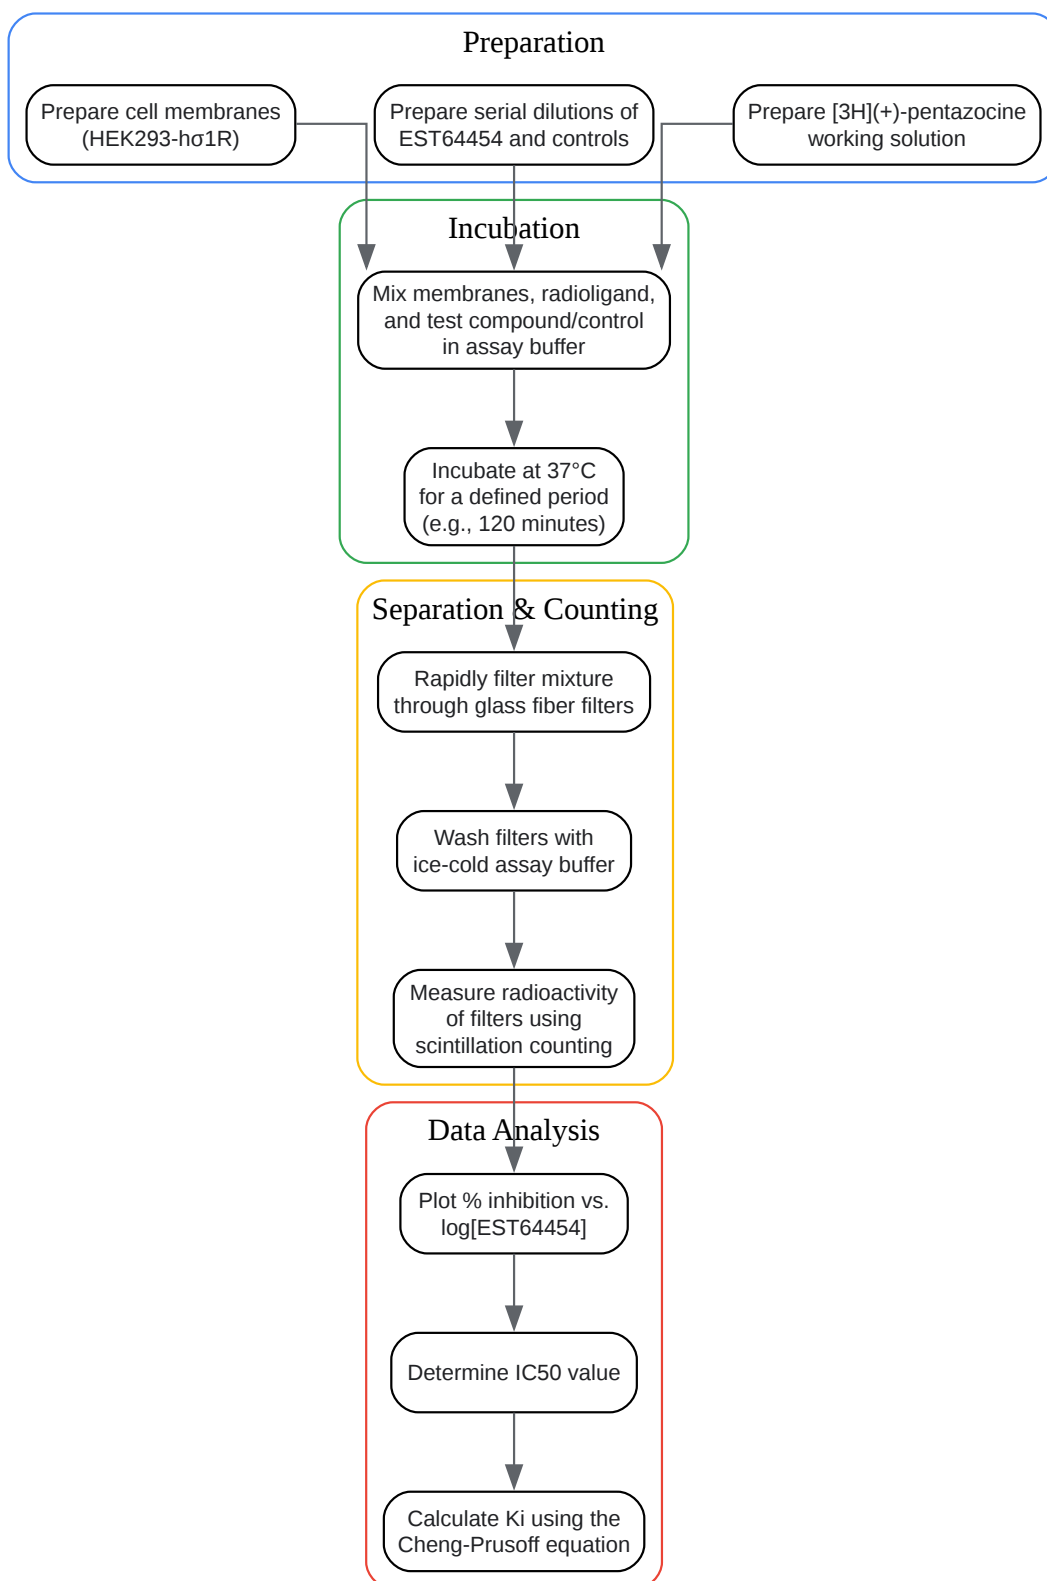 Preparation
Prepare cell membranes
(HEK293-hσ1R)
Prepare serial dilutions of
EST64454 and controls
Prepare [3H](+)-pentazocine
working solution
Incubation
Mix membranes, radioligand,
and test compound/control
in assay buffer
Incubate at 37°C
for a defined period
(e.g., 120 minutes)
Separation & Counting
Rapidly filter mixture
through glass fiber filters
Wash filters with
ice-cold assay buffer
Measure radioactivity
of filters using
scintillation counting
Data Analysis
Plot % inhibition vs.
log[EST64454]
Determine IC50 value
Calculate Ki using the
Cheng-Prusoff equation